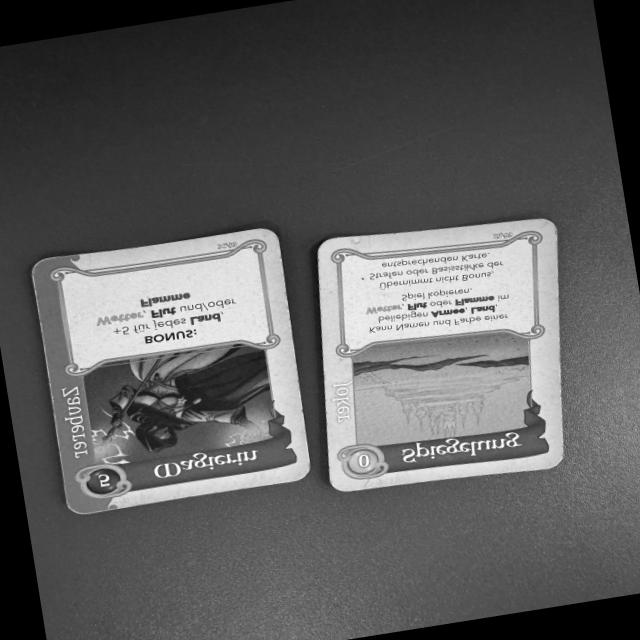 5 Magierin
Zauberer
BONUS:
+5 für jedes Land,
Wetter, Flut und/oder
Flamme
0 Spiegelung
Joker
Kann Namen und Farbe einer
beliebigen Armee, Land,
Wetter, Flut oder Flamme im
Spiel kopieren.
Übernimmt nicht Bonus,
Strafen oder Basisstärke der
entsprechenden Karte.